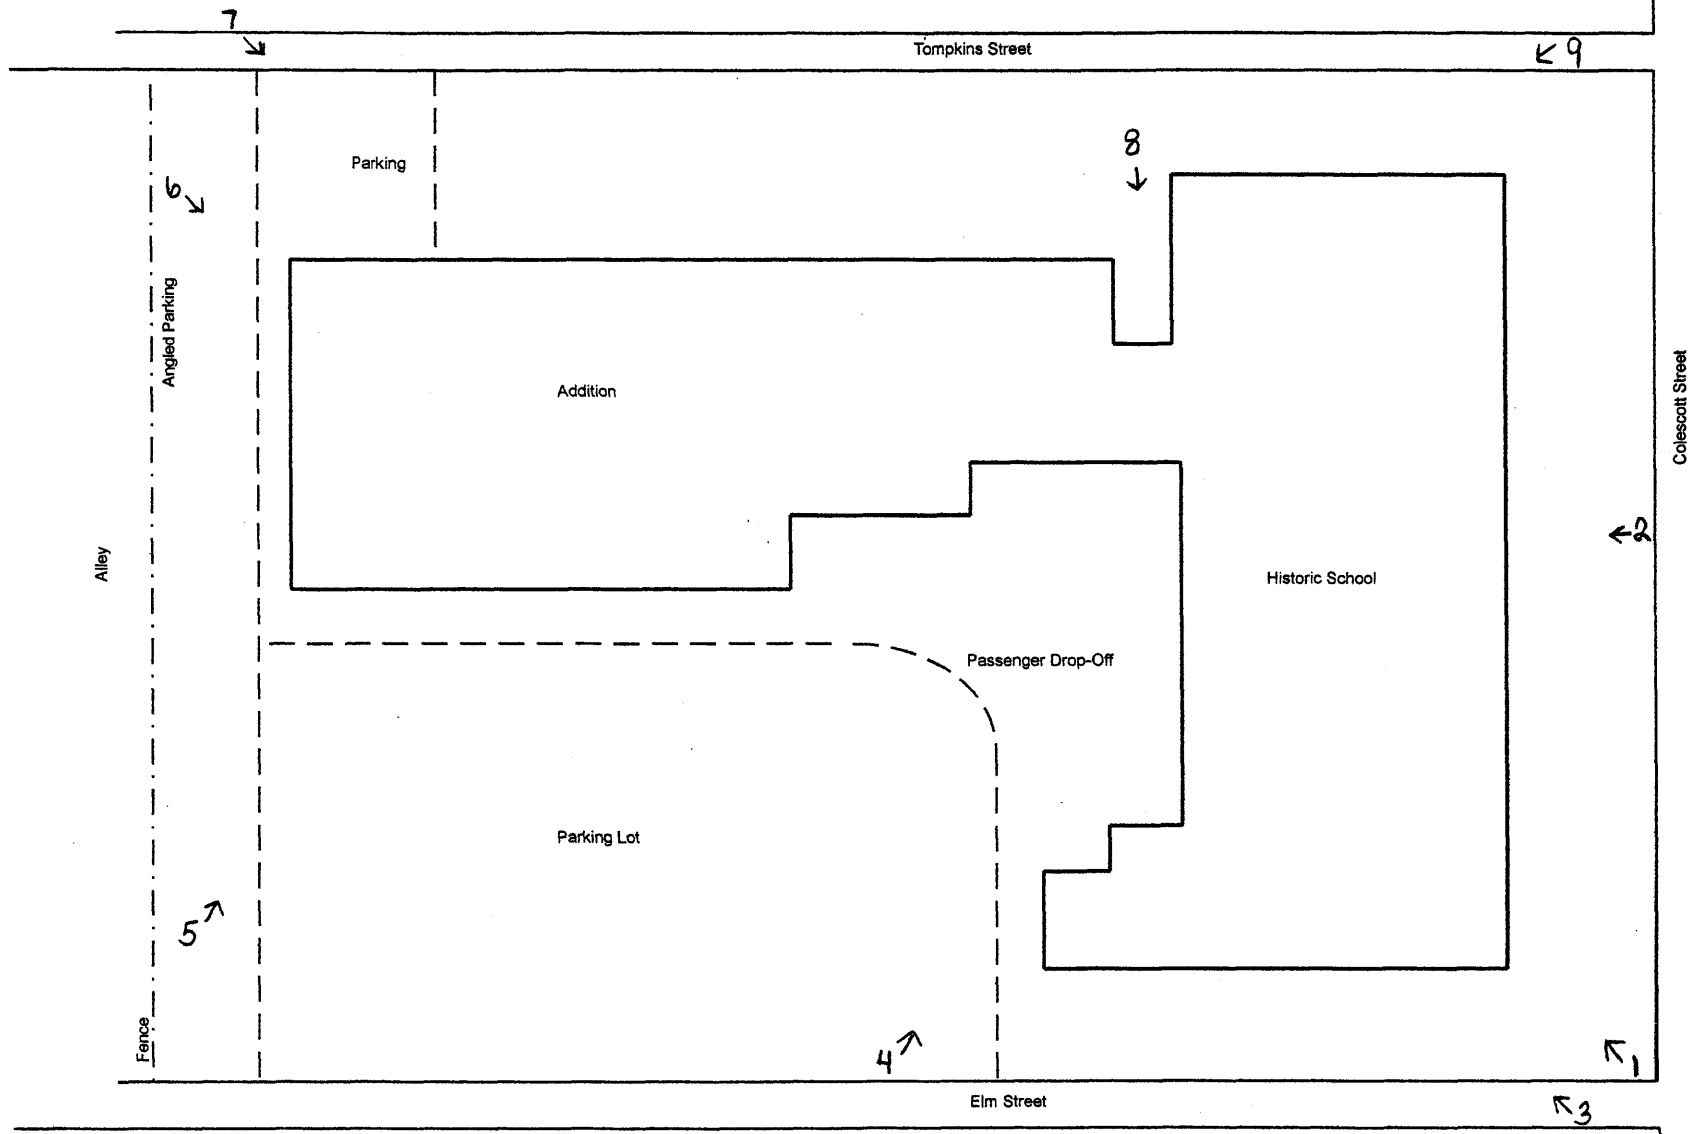 7
Tompkins Street
9
8
Parking
6
Angled Parking
Addition
Colescott Street
2
Alley
Historic School
Passenger Drop-Off
Parking Lot
5
Fence
4
1
Elm Street
3